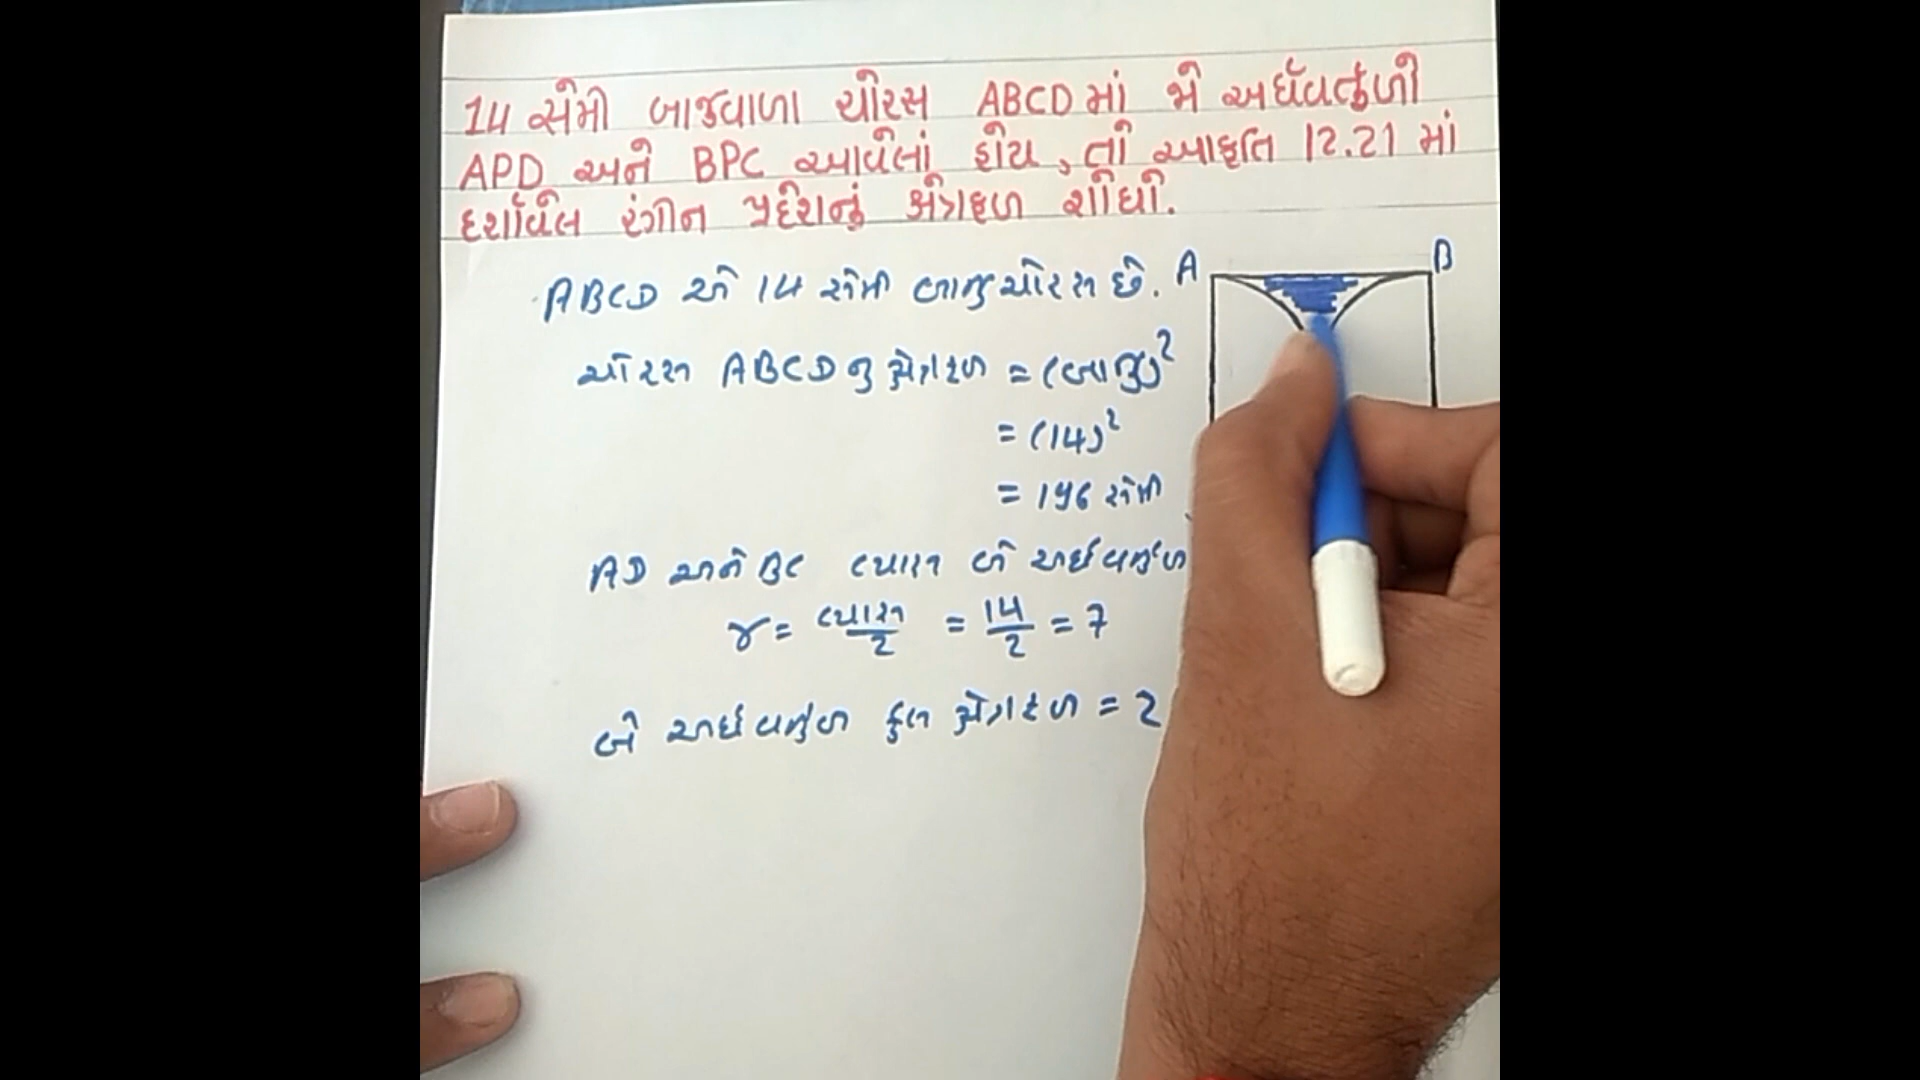 14 સેમી બાજુવાળા ચોરસ ABCD માં જો અર્ધવર્તુળો
APD અને BPC આવેલાં હોય, તો આકૃતિ 12.21 માં
દર્શાવેલ રંગીન પ્રદેશનું ક્ષેત્રફળ શોધો.
A B
ABCD એ 14 સેમી બાજુ ચોરસ છે.
ચોરસ ABCD નુ ક્ષેત્રફળ = (બાજુ)²
= (14)²
= 196 સેમી
AD અને BC વ્યાસ બે અર્ધવર્તુળ
r = વ્યાસ/2 = 14/2 = 7
બે અર્ધવર્તુળ કુલ ક્ષેત્રફળ = 2